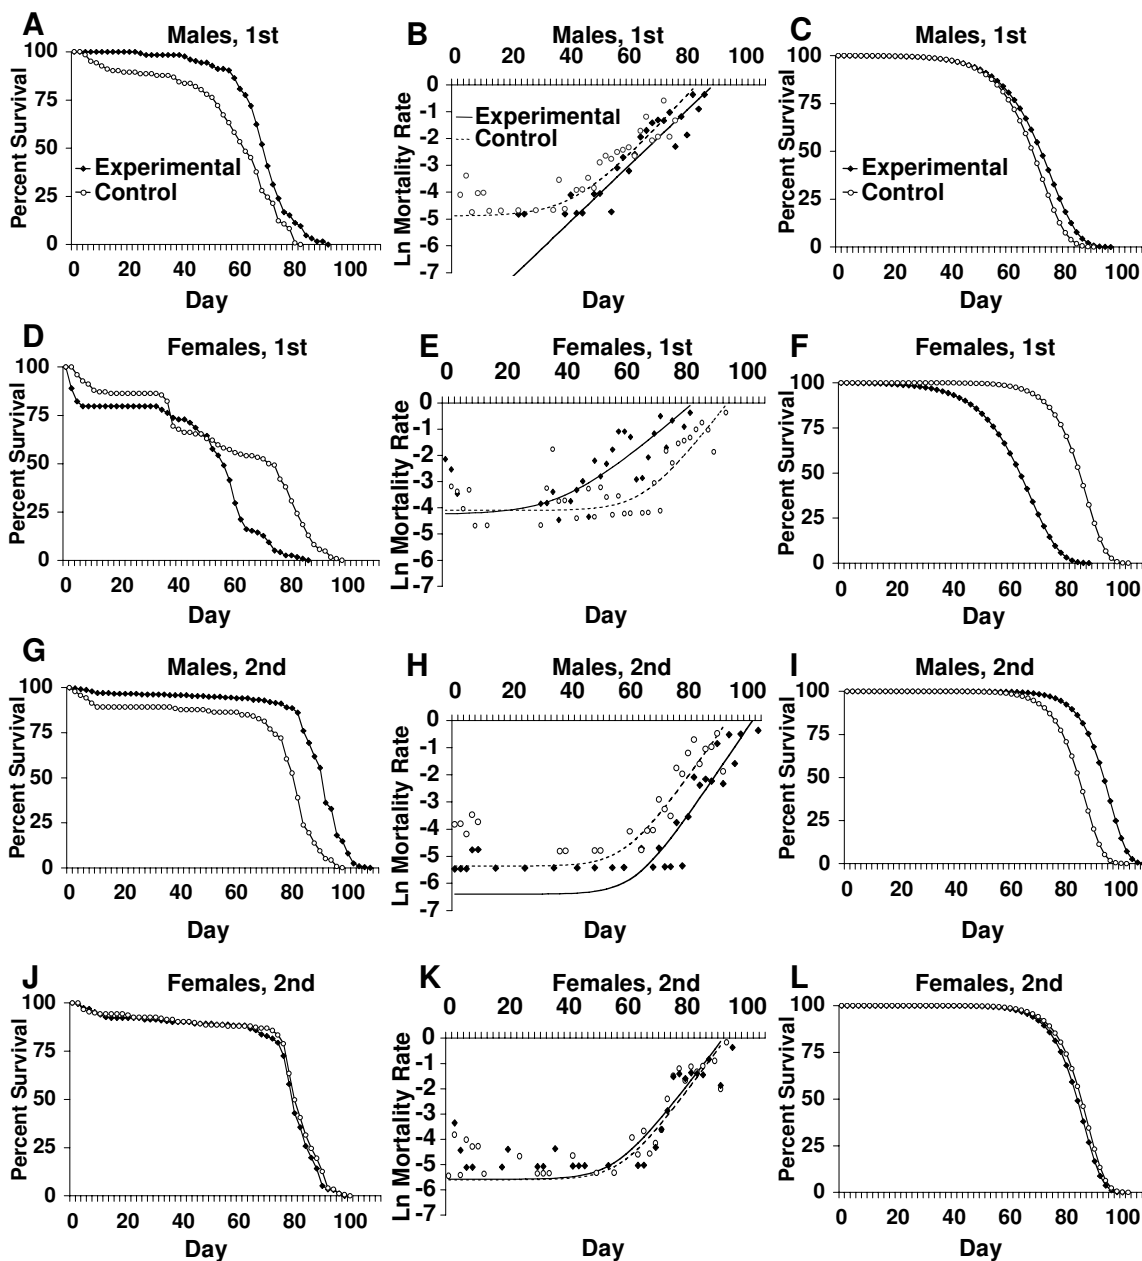 A
Males, 1st
100
75
50
25
0
Percent Survival
Experimental
Control
0 20 40 60 80 100
Day
B
Males, 1st
0 20 40 60 80 100
0
-1
-2
-3
-4
-5
-6
-7
Ln Mortality Rate
Experimental
Control
Day
C
Males, 1st
100
75
50
25
0
Percent Survival
Experimental
Control
0 20 40 60 80 100
Day
D
Females, 1st
100
75
50
25
0
Percent Survival
0 20 40 60 80 100
Day
E
Females, 1st
0 20 40 60 80 100
0
-1
-2
-3
-4
-5
-6
-7
Ln Mortality Rate
Day
F
Females, 1st
100
75
50
25
0
Percent Survival
0 20 40 60 80 100
Day
G
Males, 2nd
100
75
50
25
0
Percent Survival
0 20 40 60 80 100
Day
H
Males, 2nd
0 20 40 60 80 100
0
-1
-2
-3
-4
-5
-6
-7
Ln Mortality Rate
Day
I
Males, 2nd
100
75
50
25
0
Percent Survival
0 20 40 60 80 100
Day
J
Females, 2nd
100
75
50
25
0
Percent Survival
0 20 40 60 80 100
Day
K
Females, 2nd
0 20 40 60 80 100
0
-1
-2
-3
-4
-5
-6
-7
Ln Mortality Rate
Day
L
Females, 2nd
100
75
50
25
0
Percent Survival
0 20 40 60 80 100
Day